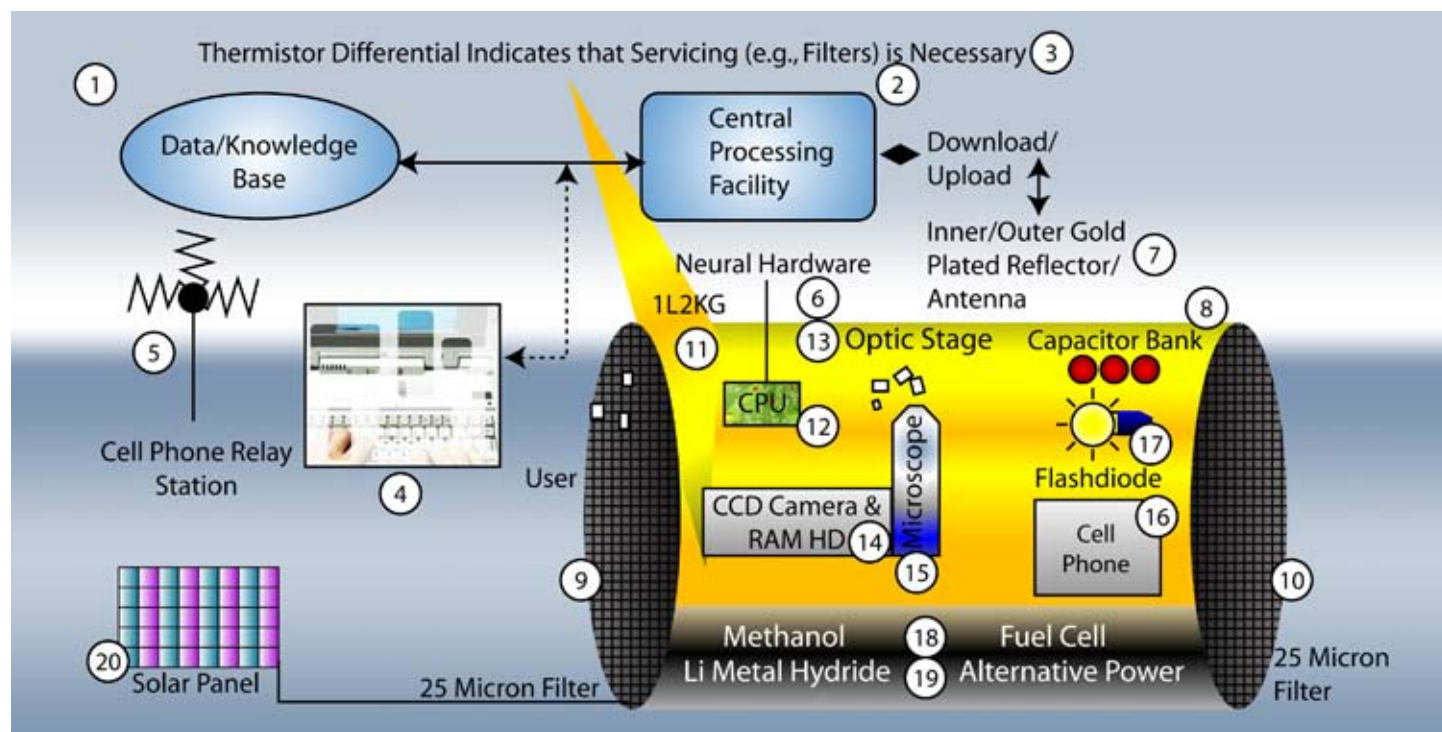 Thermistor Differential Indicates that Servicing (e.g., Filters) is Necessary 3
1
2
Data/Knowledge
Base
Central
Processing
Facility
Download/
Upload
Inner/Outer Gold
Plated Reflector/
Antenna
7
Neural Hardware
6
1L2KG
11
13
Optic Stage
8
Capacitor Bank
5
Cell Phone Relay
Station
4
User
CPU
12
17
Flashdiode
CCD Camera &
RAM HD 14
Microscope
15
16
Cell
Phone
9
10
Methanol 18 Fuel Cell
Li Metal Hydride 19 Alternative Power
20
Solar Panel
25 Micron Filter
25 Micron
Filter